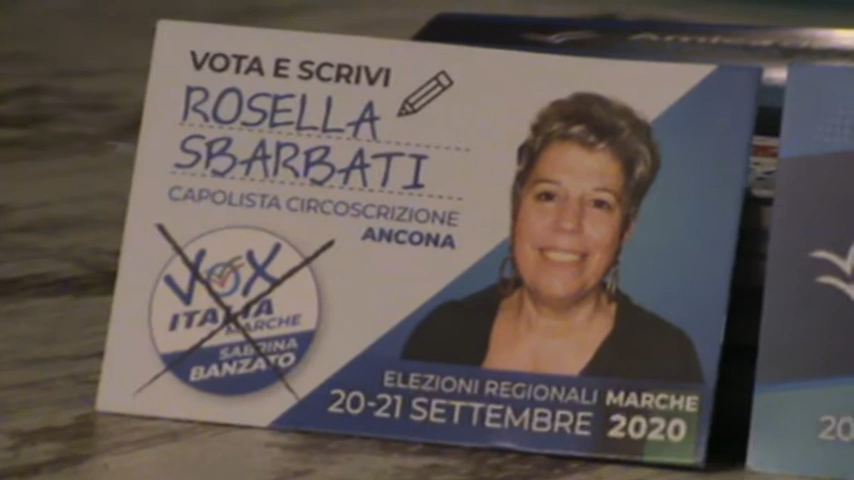 VOTA E SCRIVI
ROSELLA
SBARBATI
CAPOLISTA CIRCOSCRIZIONE
ANCONA
VOX
ITALIA
MARCHE
SABRINA
BANZATO
ELEZIONI REGIONALI MARCHE
20-21 SETTEMBRE 2020
20